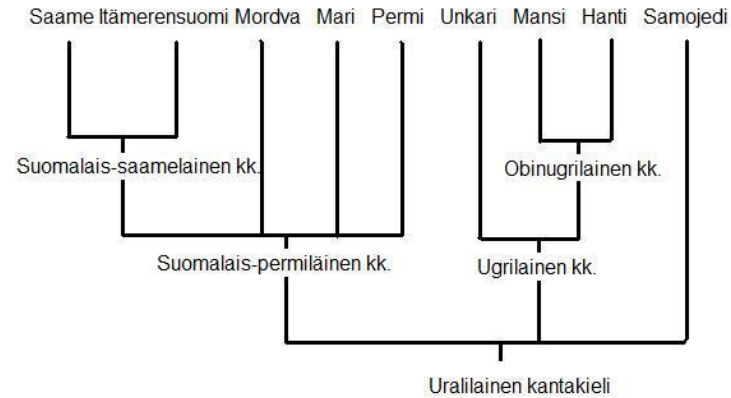 Saame Itämerensuomi Mordva Mari Permi Unkari Mansi Hanti Samojedi
Suomalais-saamelainen kk.
Obinugrilainen kk.
Suomalais-permiläinen kk.
Ugrilainen kk.
Uralilainen kantakieli